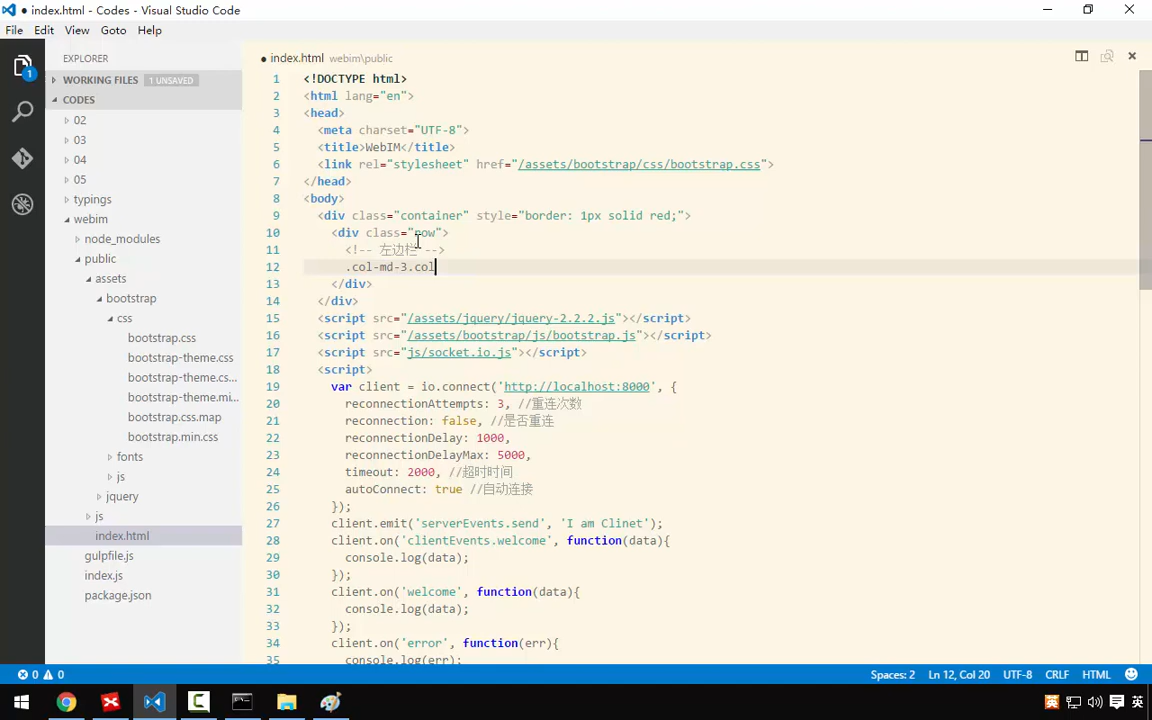 ● index.html - Codes - Visual Studio Code
File Edit View Goto Help
EXPLORER
WORKING FILES 1 UNSAVED
CODES
02
03
04
05
typings
webim
node_modules
public
assets
bootstrap
css
bootstrap.css
bootstrap-theme.css
bootstrap-theme.cs...
bootstrap-theme.mi...
bootstrap.css.map
bootstrap.min.css
fonts
js
jquery
js
index.html
gulpfile.js
index.js
package.json
1
● index.html webim\public
1 <!DOCTYPE html>
2 <html lang="en">
3 <head>
4 <meta charset="UTF-8">
5 <title>WebIM</title>
6 <link rel="stylesheet" href="/assets/bootstrap/css/bootstrap.css">
7 </head>
8 <body>
9 <div class="container" style="border: 1px solid red;">
10 <div class="row">
11 <!-- 左边栏 -->
12 .col-md-3.col
13 </div>
14 </div>
15 <script src="/assets/jquery/jquery-2.2.2.js"></script>
16 <script src="/assets/bootstrap/js/bootstrap.js"></script>
17 <script src="js/socket.io.js"></script>
18 <script>
19 var client = io.connect('http://localhost:8000', {
20 reconnectionAttempts: 3, //重连次数
21 reconnection: false, //是否重连
22 reconnectionDelay: 1000,
23 reconnectionDelayMax: 5000,
24 timeout: 2000, //超时时间
25 autoConnect: true //自动连接
26 });
27 client.emit('serverEvents.send', 'I am Clinet');
28 client.on('clientEvents.welcome', function(data){
29 console.log(data);
30 });
31 client.on('welcome', function(data){
32 console.log(data);
33 });
34 client.on('error', function(err){
35 console.log(err);
0 0
Spaces: 2 Ln 12, Col 20 UTF-8 CRLF HTML
英